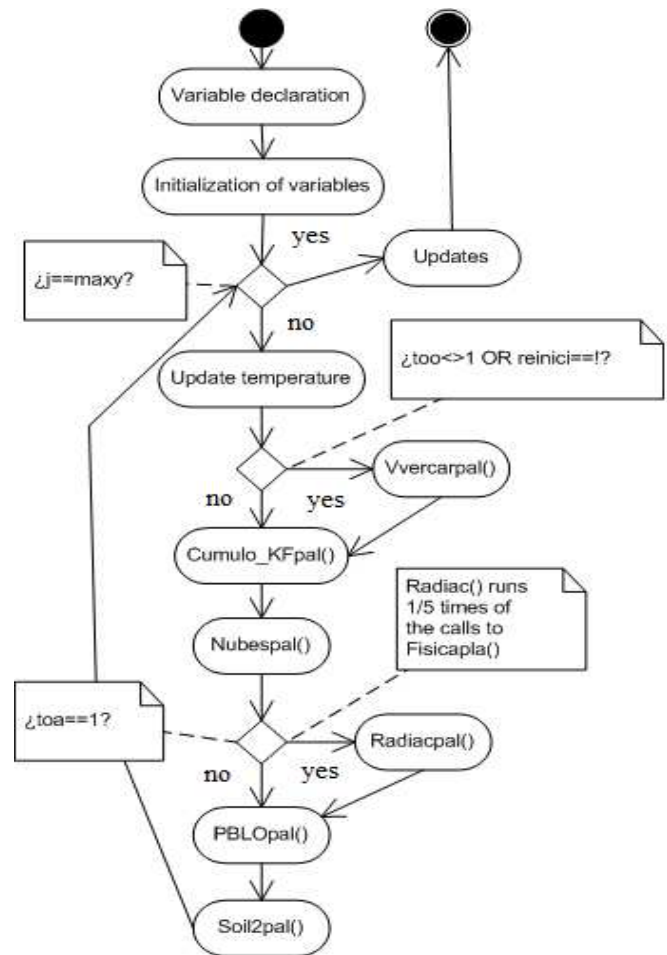 Variable declaration
Initialization of variables
yes
¿j==maxy?
Updates
no
¿too<>1 OR reinici==!?
Update temperature
Vvercarpal()
no
yes
Cumulo_KFpal()
Radiac() runs
1/5 times of
the calls to
Fisicapla()
Nubespal()
¿toa==1?
Radiacpal()
no
yes
PBLOpal()
Soil2pal()